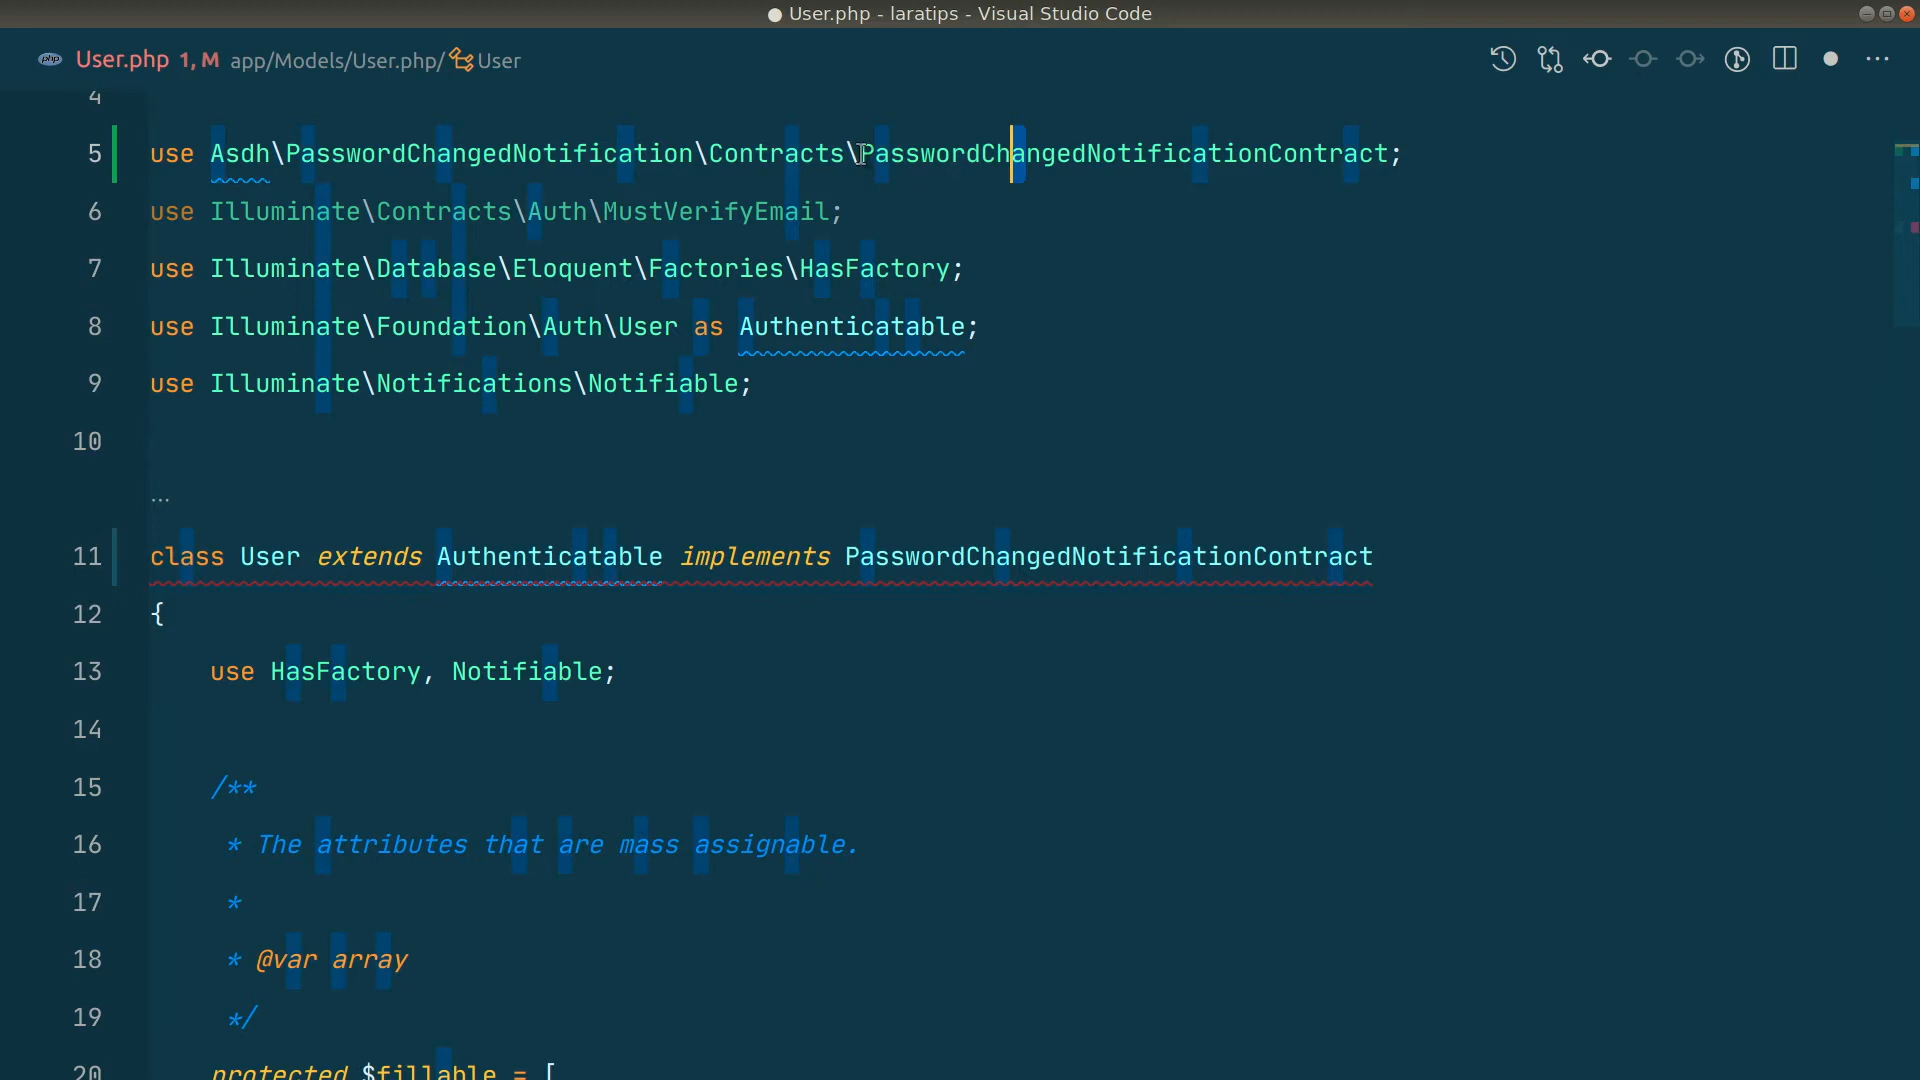 ● User.php - laratips - Visual Studio Code
php User.php 1, M app/Models/User.php/ User
4
5 use Asdh\PasswordChangedNotification\Contracts\PasswordChangedNotificationContract;
6 use Illuminate\Contracts\Auth\MustVerifyEmail;
7 use Illuminate\Database\Eloquent\Factories\HasFactory;
8 use Illuminate\Foundation\Auth\User as Authenticatable;
9 use Illuminate\Notifications\Notifiable;
10
...
11 class User extends Authenticatable implements PasswordChangedNotificationContract
12 {
13 use HasFactory, Notifiable;
14
15 /**
16 * The attributes that are mass assignable.
17 *
18 * @var array
19 */
20 protected $fillable = [